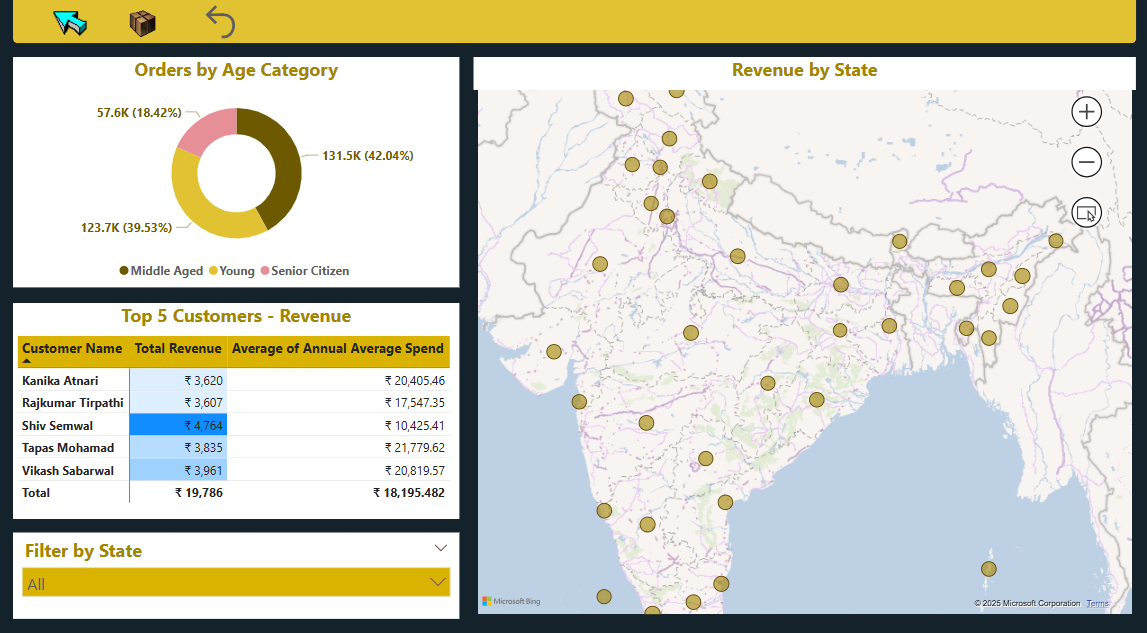 Orders by Age Category
57.6K (18.42%)
131.5K (42.04%)
123.7K (39.53%)
Middle Aged Young Senior Citizen
Top 5 Customers - Revenue
Customer Name Total Revenue Average of Annual Average Spend
Kanika Atnari ₹ 3,620 ₹ 20,405.46
Rajkumar Tirpathi ₹ 3,607 ₹ 17,547.35
Shiv Semwal ₹ 4,764 ₹ 10,425.41
Tapas Mohamad ₹ 3,835 ₹ 21,779.62
Vikash Sabarwal ₹ 3,961 ₹ 20,819.57
Total ₹ 19,786 ₹ 18,195.482
Filter by State
All
Revenue by State
Microsoft Bing
© 2025 Microsoft Corporation Terms